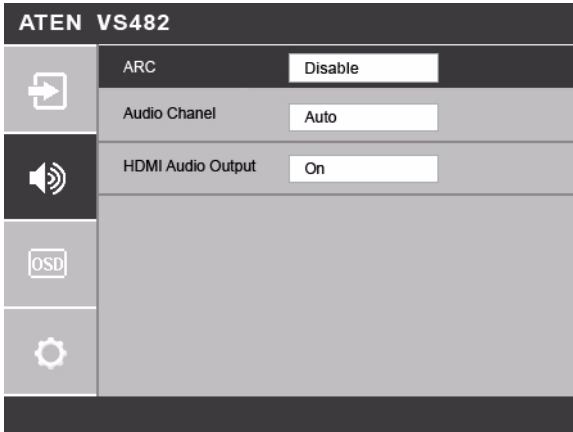 ATEN VS482
ARC Disable
Audio Chanel Auto
HDMI Audio Output On
OSD